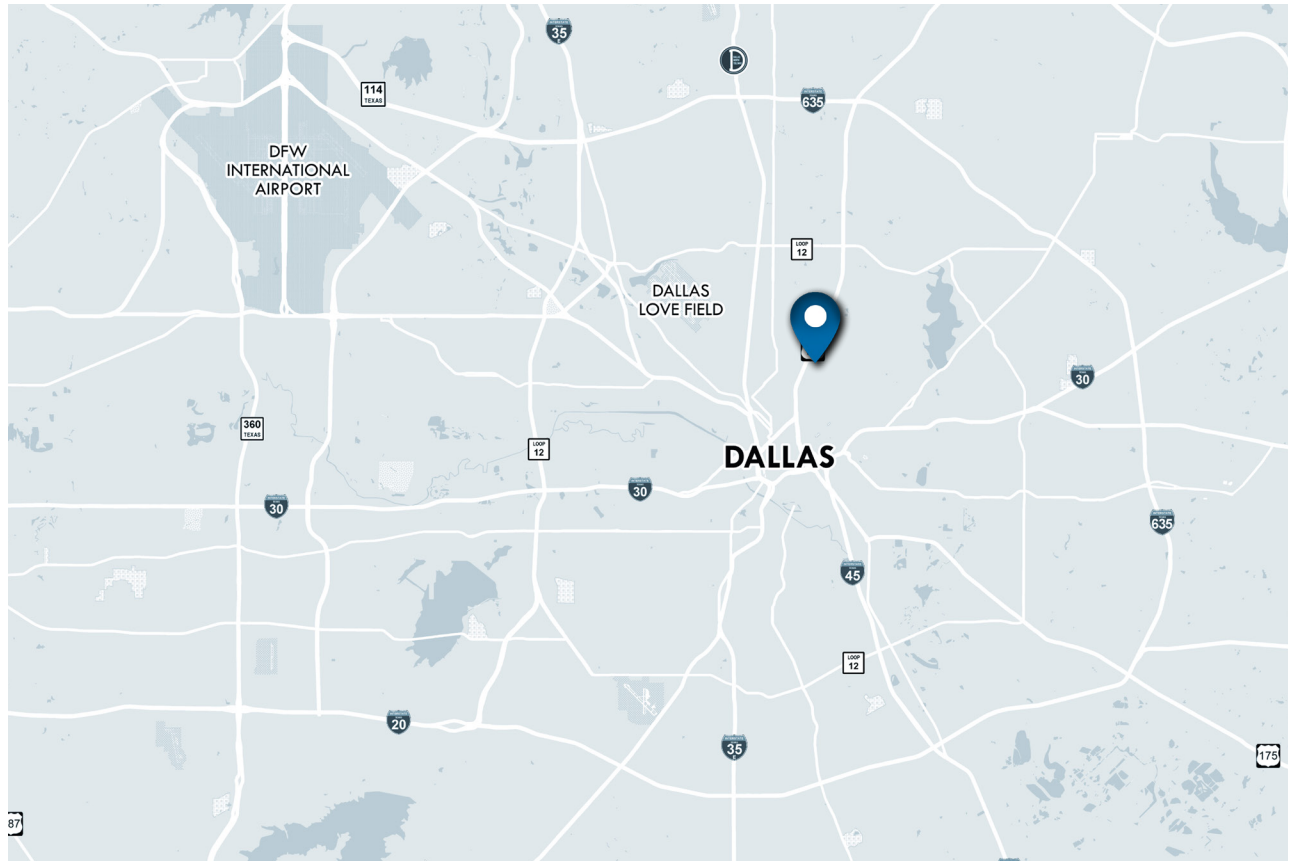 35
E
D
114
TEXAS
635
DFW
INTERNATIONAL
AIRPORT
LOOP
12
DALLAS
LOVE FIELD
30
360
TEXAS
LOOP
12
DALLAS
30
30
635
45
LOOP
12
20
35
E
175
87